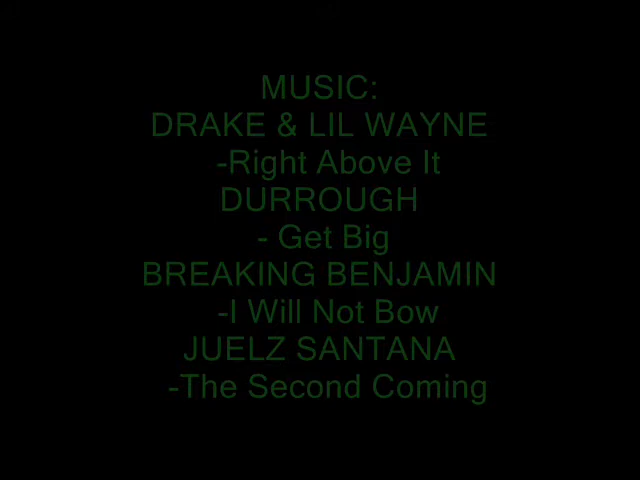 MUSIC:
DRAKE & LIL WAYNE
-Right Above It
DURROUGH
- Get Big
BREAKING BENJAMIN
-I Will Not Bow
JUELZ SANTANA
-The Second Coming